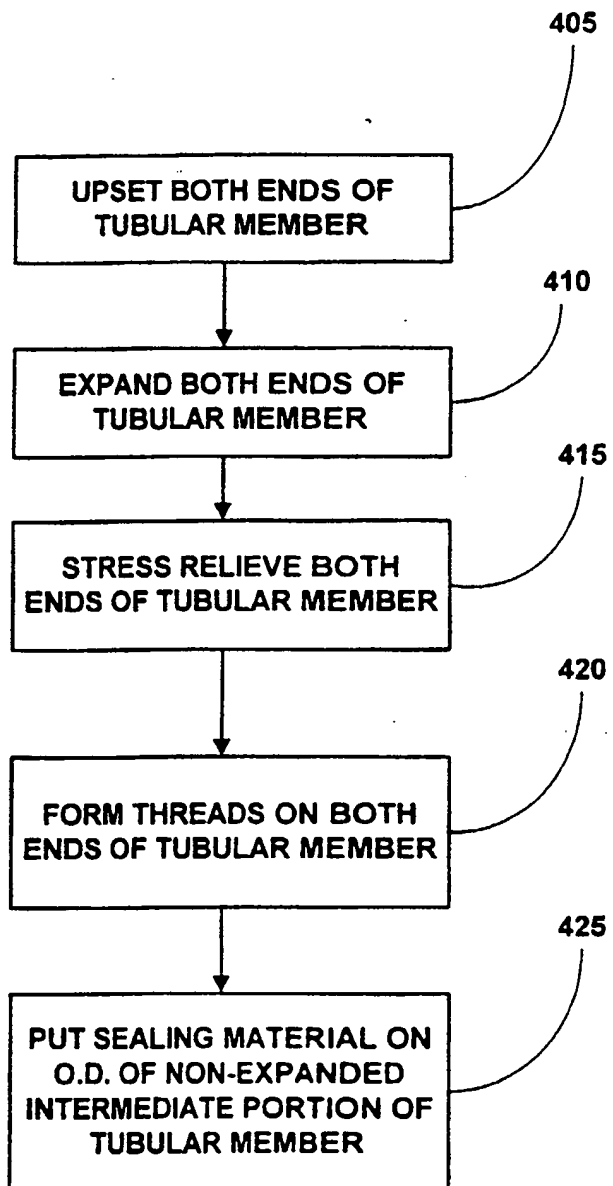 405
UPSET BOTH ENDS OF
TUBULAR MEMBER
410
EXPAND BOTH ENDS OF
TUBULAR MEMBER
415
STRESS RELIEVE BOTH
ENDS OF TUBULAR MEMBER
420
FORM THREADS ON BOTH
ENDS OF TUBULAR MEMBER
425
PUT SEALING MATERIAL ON
O.D. OF NON-EXPANDED
INTERMEDIATE PORTION OF
TUBULAR MEMBER